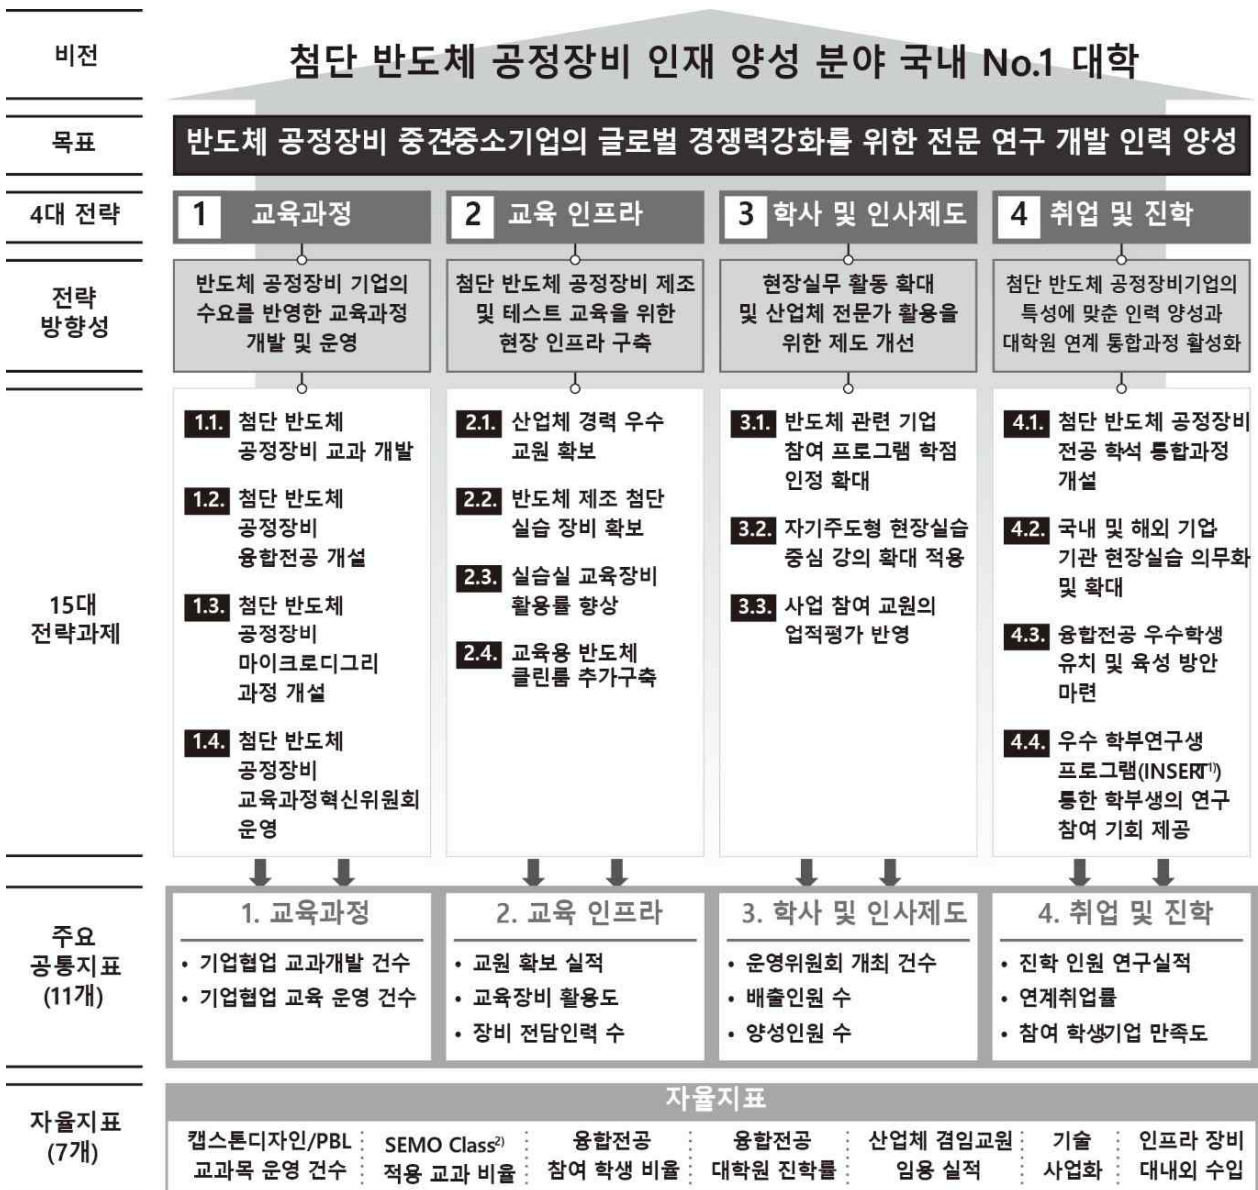 비전
첨단 반도체 공정장비 인재 양성 분야 국내 No.1 대학
목표
반도체 공정장비 중견·중소기업의 글로벌 경쟁력강화를 위한 전문 연구 개발 인력 양성
4대 전략
1 교육과정
2 교육 인프라
3 학사 및 인사제도
4 취업 및 진학
전략
방향성
반도체 공정장비 기업의
수요를 반영한 교육과정
개발 및 운영
첨단 반도체 공정장비 제조
및 테스트 교육을 위한
현장 인프라 구축
현장실무 활동 확대
및 산업체 전문가 활용을
위한 제도 개선
첨단 반도체 공정장비기업의
특성에 맞춘 인력 양성과
대학원 연계 통합과정 활성화
15대
전략과제
1.1. 첨단 반도체
공정장비 교과 개발
1.2. 첨단 반도체
공정장비
융합전공 개설
1.3. 첨단 반도체
공정장비
마이크로디그리
과정 개설
1.4. 첨단 반도체
공정장비
교육과정혁신위원회
운영
2.1. 산업체 경력 우수
교원 확보
2.2. 반도체 제조 첨단
실습 장비 확보
2.3. 실습실 교육장비
활용률 향상
2.4. 교육용 반도체
클린룸 추가구축
3.1. 반도체 관련 기업
참여 프로그램 학점
인정 확대
3.2. 자기주도형 현장실습
중심 강의 확대 적용
3.3. 사업 참여 교원의
업적평가 반영
4.1. 첨단 반도체 공정장비
전공 학·석 통합과정
개설
4.2. 국내 및 해외 기업·
기관 현장실습 의무화
및 확대
4.3. 융합전공 우수학생
유치 및 육성 방안
마련
4.4. 우수 학부연구생
프로그램(INSERT¹⁾)
통한 학부생의 연구
참여 기회 제공
주요
공통지표
(11개)
1. 교육과정
• 기업협업 교과개발 건수
• 기업협업 교육 운영 건수
2. 교육 인프라
• 교원 확보 실적
• 교육장비 활용도
• 장비 전담인력 수
3. 학사 및 인사제도
• 운영위원회 개최 건수
• 배출인원 수
• 양성인원 수
4. 취업 및 진학
• 진학 인원 연구실적
• 연계취업률
• 참여 학생·기업 만족도
자율지표
(7개)
자율지표
캡스톤디자인/PBL
교과목 운영 건수
SEMO Class²⁾
적용 교과 비율
융합전공
참여 학생 비율
융합전공
대학원 진학률
산업체 겸임교원
임용 실적
기술
사업화
인프라 장비
대내외 수입